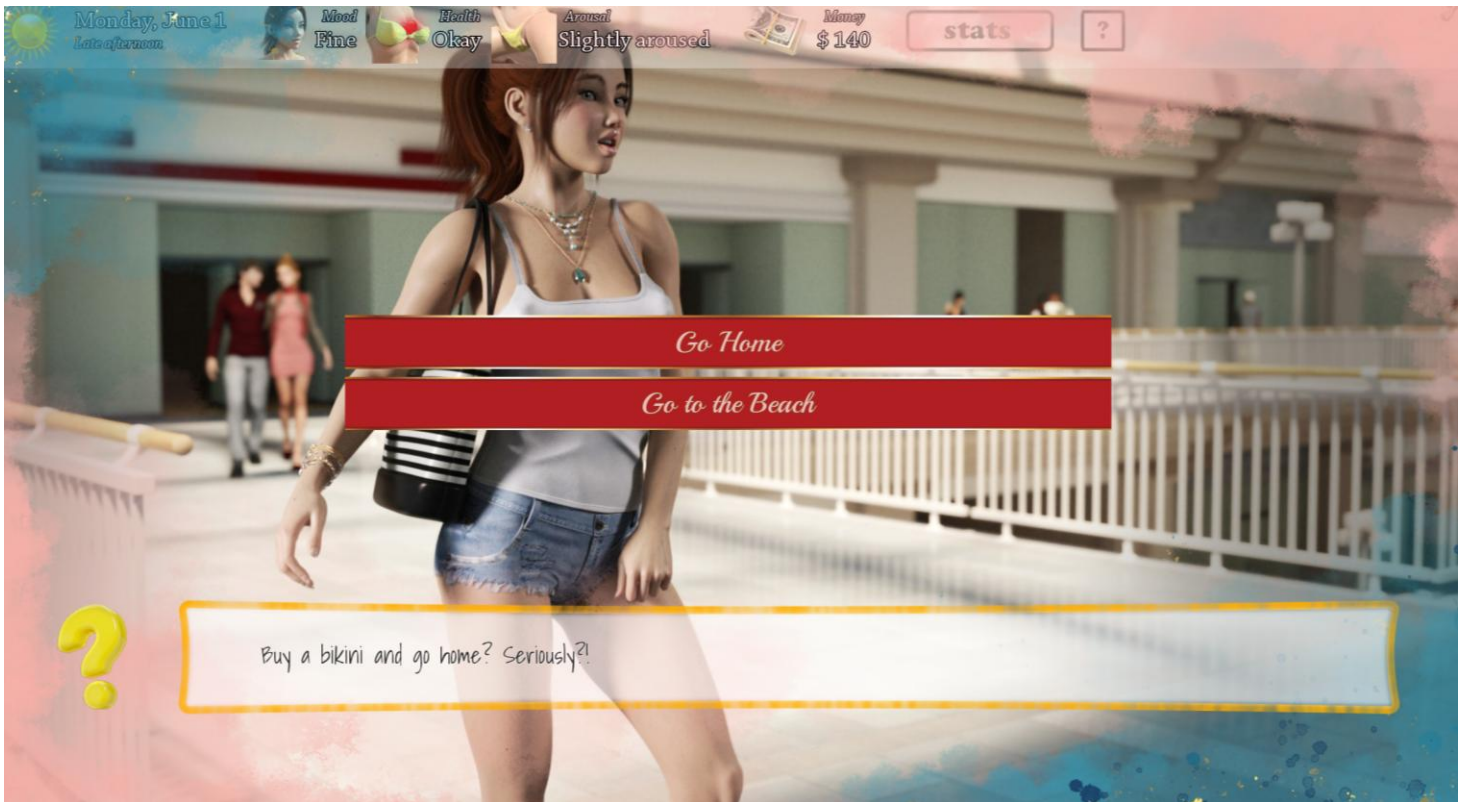 Monday, June 1
Late afternoon
Mood
Fine
Health
Okay
Arousal
Slightly aroused
Money
$ 140
stats
?
Go Home
Go to the Beach
Buy a bikini and go home? Seriously?!